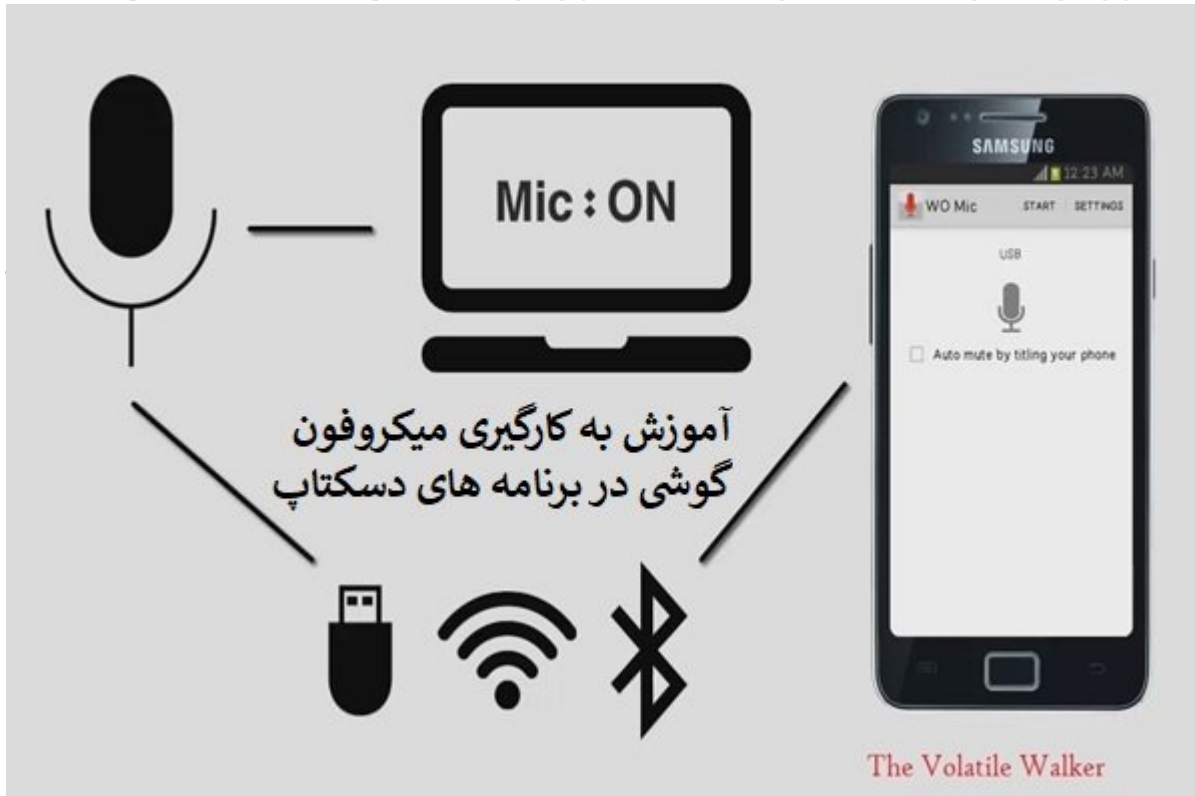 Mic : ON
SAMSUNG
12:23 AM
WO Mic START SETTINGS
USB
Auto mute by titling your phone
آموزش به کارگیری میکروفون
گوشی در برنامه های دسکتاپ
The Volatile Walker